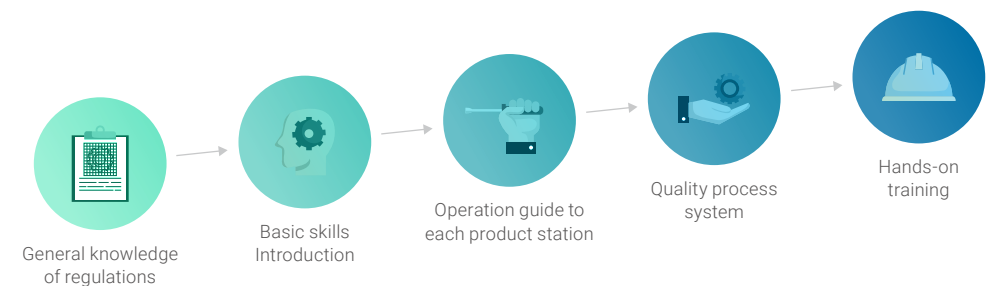 General knowledge
of regulations
Basic skills
Introduction
Operation guide to
each product station
Quality process
system
Hands-on
training